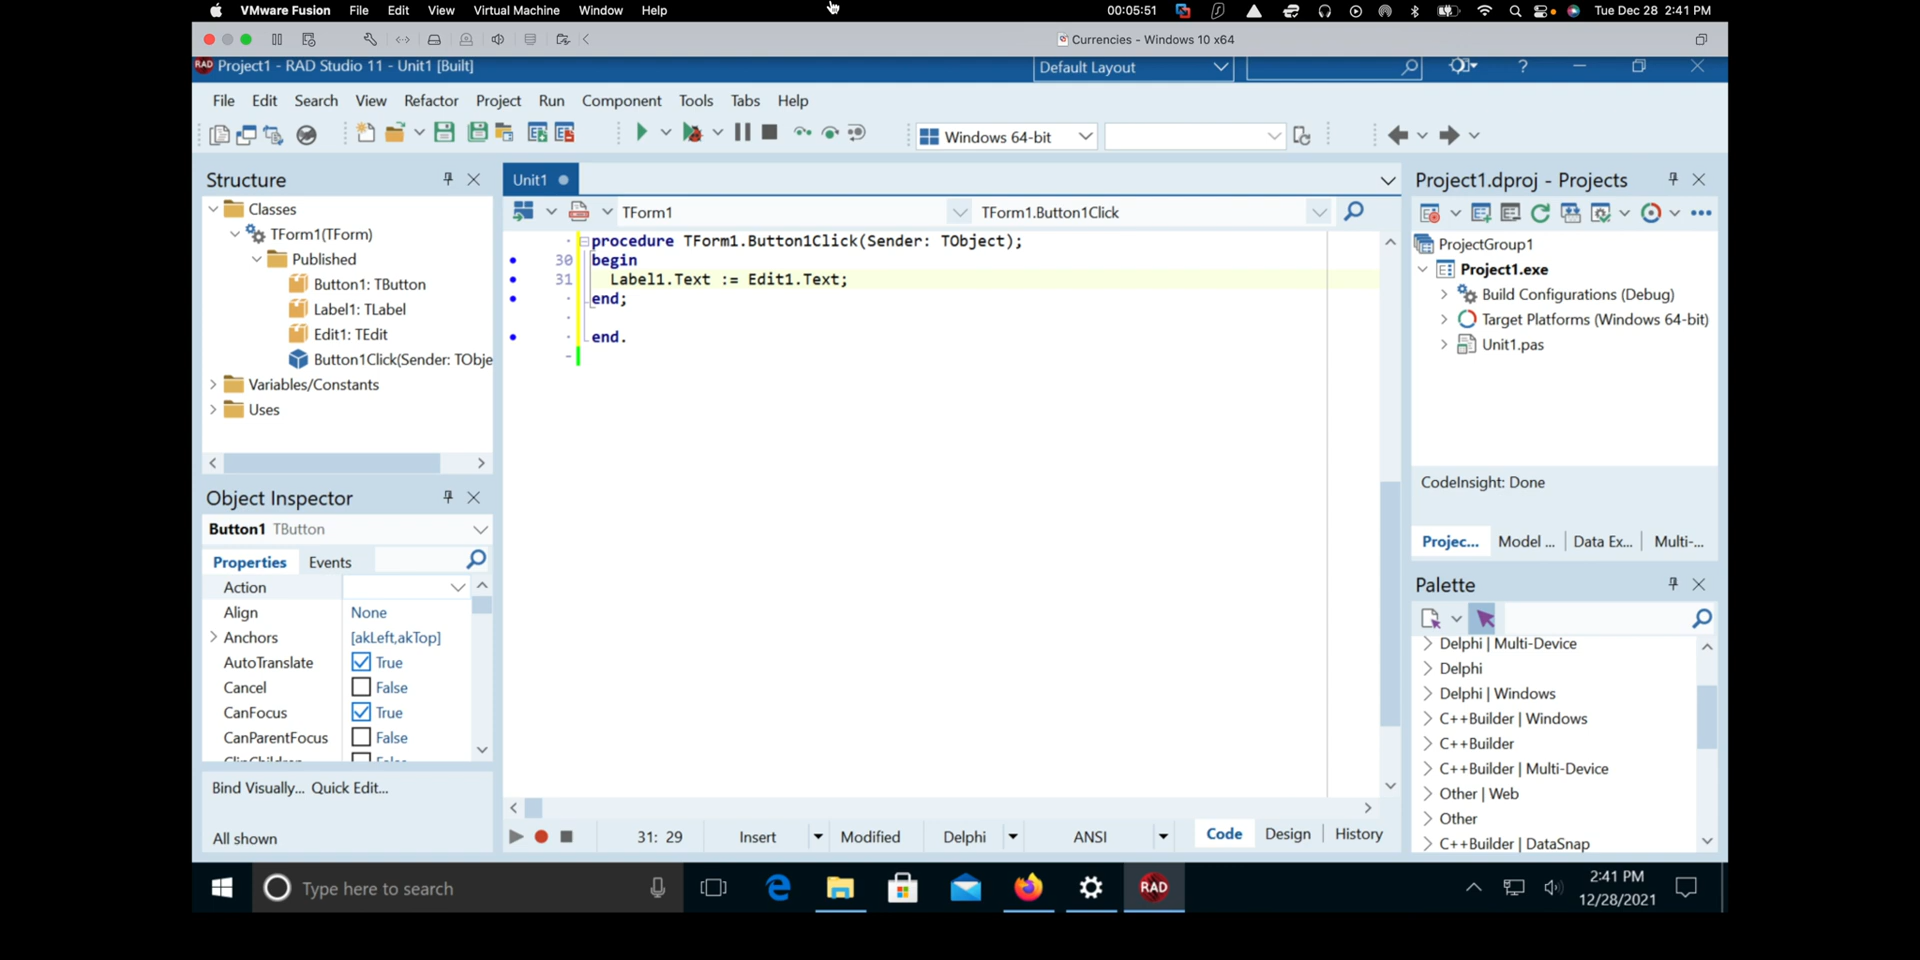 VMware Fusion File Edit View Virtual Machine Window Help 00:05:51 Tue Dec 28 2:41 PM
Currencies - Windows 10 x64
RAD Project1 - RAD Studio 11 - Unit1 [Built] Default Layout ?
File Edit Search View Refactor Project Run Component Tools Tabs Help
Windows 64-bit
Structure
Classes
TForm1(TForm)
Published
Button1: TButton
Label1: TLabel
Edit1: TEdit
Button1Click(Sender: TObje
Variables/Constants
Uses
Object Inspector
Button1 TButton
Properties Events
Action
Align None
Anchors [akLeft,akTop]
AutoTranslate True
Cancel False
CanFocus True
CanParentFocus False
ClipChildren False
Bind Visually... Quick Edit...
All shown
Unit1
TForm1 TForm1.Button1Click
procedure TForm1.Button1Click(Sender: TObject);
30 begin
31 Label1.Text := Edit1.Text;
end;
end.
31: 29 Insert Modified Delphi ANSI Code Design History
Project1.dproj - Projects
ProjectGroup1
Project1.exe
Build Configurations (Debug)
Target Platforms (Windows 64-bit)
Unit1.pas
CodeInsight: Done
Projec... Model ... Data Ex... Multi-...
Palette
Delphi | Multi-Device
Delphi
Delphi | Windows
C++Builder | Windows
C++Builder
C++Builder | Multi-Device
Other | Web
Other
C++Builder | DataSnap
Type here to search RAD 2:41 PM
12/28/2021